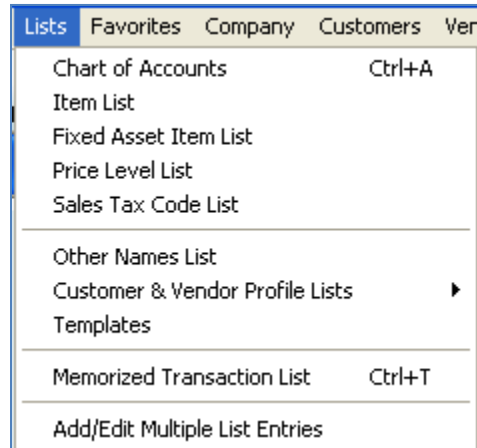 Lists Favorites Company Customers Ver
Chart of Accounts Ctrl+A
Item List
Fixed Asset Item List
Price Level List
Sales Tax Code List
Other Names List
Customer & Vendor Profile Lists
Templates
Memorized Transaction List Ctrl+T
Add/Edit Multiple List Entries